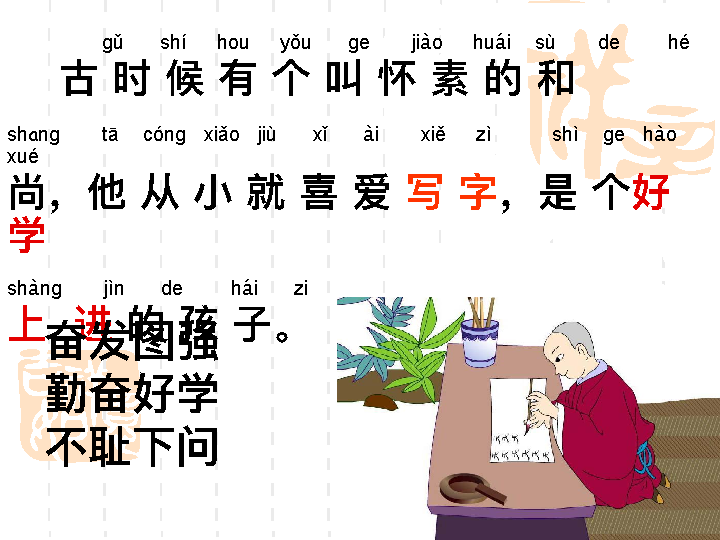 gǔ shí hou yǒu ge jiào huái sù de hé
古 时 候 有 个 叫 怀 素 的 和
shang tā cóng xiǎo jiù xǐ ài xiě zì shì ge hào
xué
尚，他 从 小 就 喜 爱 写 字，是 个好
学
shàng jìn de hái zi
上 进 的 孩 子。
奋发图强
勤奋好学
不耻下问